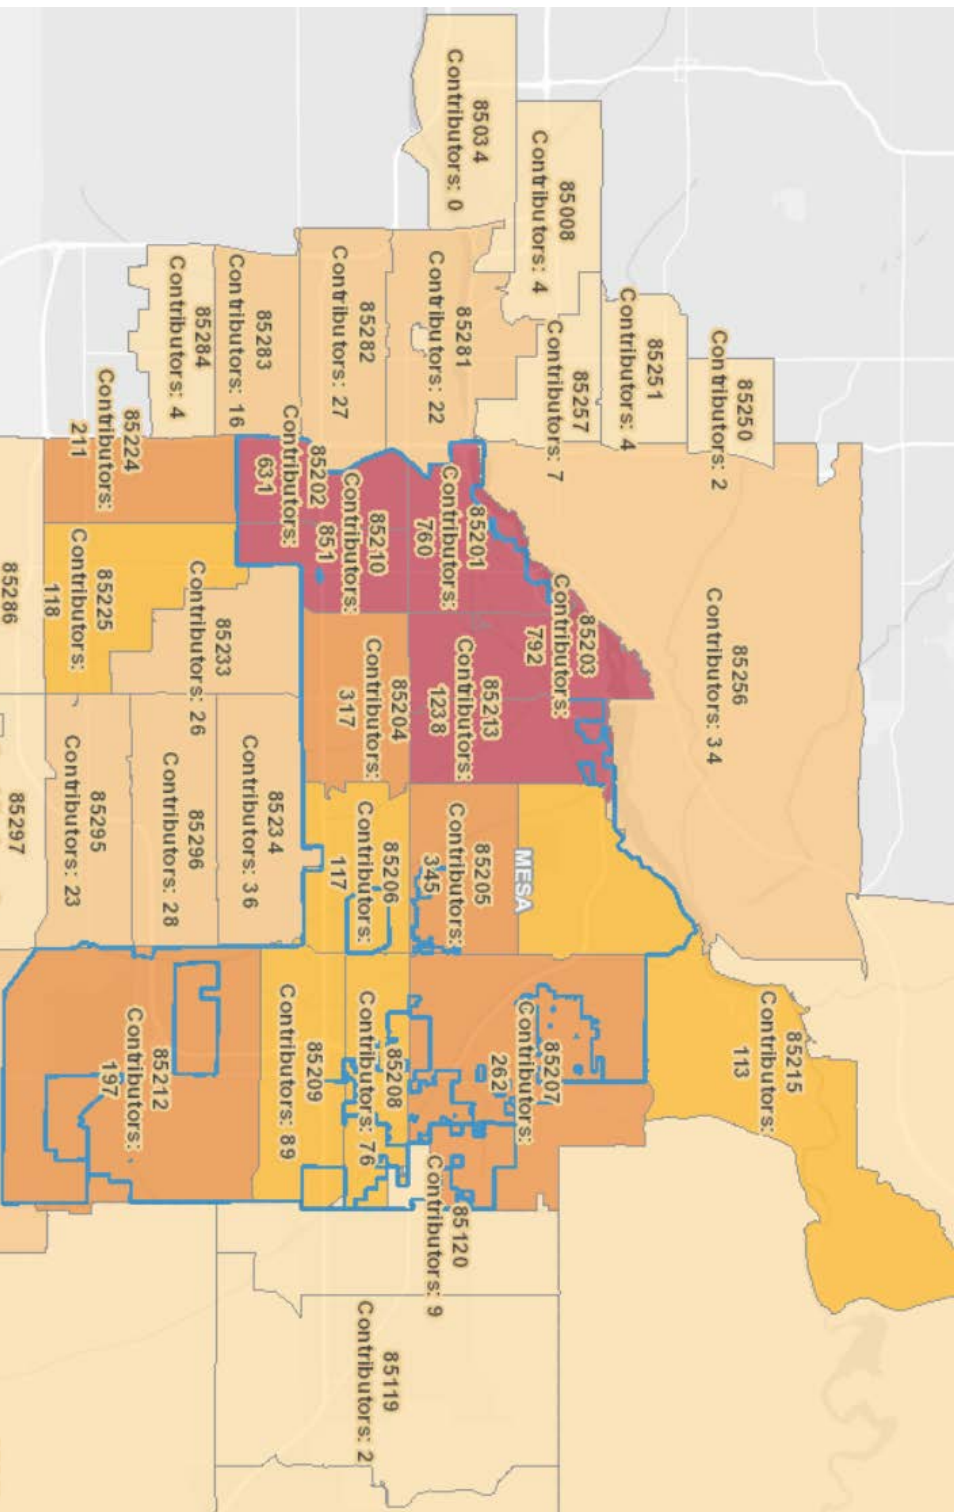 85215
Contributors:
113
85250
Contributors: 2
85256
Contributors: 34
85251
Contributors: 4
85203
Contributors:
792
85257
Contributors: 7
85008
Contributors: 4
85207
Contributors:
262
MESA
85034
Contributors: 0
85201
Contributors:
760
85213
Contributors:
1238
85205
Contributors:
345
85281
Contributors: 22
85120
Contributors: 9
85210
Contributors:
851
85204
Contributors:
317
85206
Contributors:
117
85208
Contributors: 76
85119
Contributors: 2
85282
Contributors: 27
85202
Contributors:
631
85209
Contributors: 89
85283
Contributors: 16
85234
Contributors: 36
85233
Contributors: 26
85284
Contributors: 4
85296
Contributors: 28
85212
Contributors:
197
85224
Contributors:
211
85225
Contributors:
118
85295
Contributors: 23
85286
85297